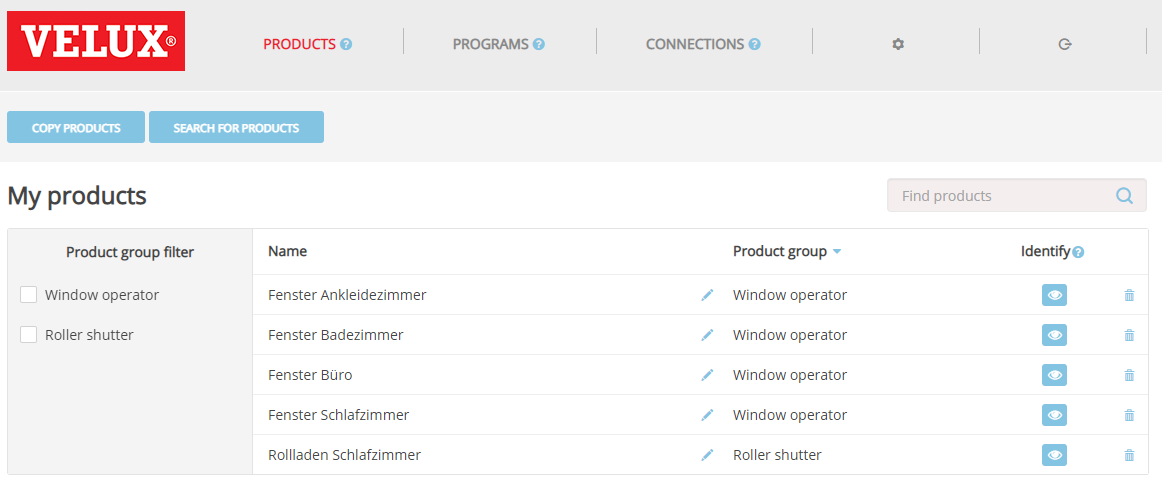 VELUX®
PRODUCTS ?
PROGRAMS ?
CONNECTIONS ?
COPY PRODUCTS
SEARCH FOR PRODUCTS
My products
Find products
Product group filter
Window operator
Roller shutter
Name Product group Identify ?
Fenster Ankleidezimmer Window operator
Fenster Badezimmer Window operator
Fenster Büro Window operator
Fenster Schlafzimmer Window operator
Rollladen Schlafzimmer Roller shutter